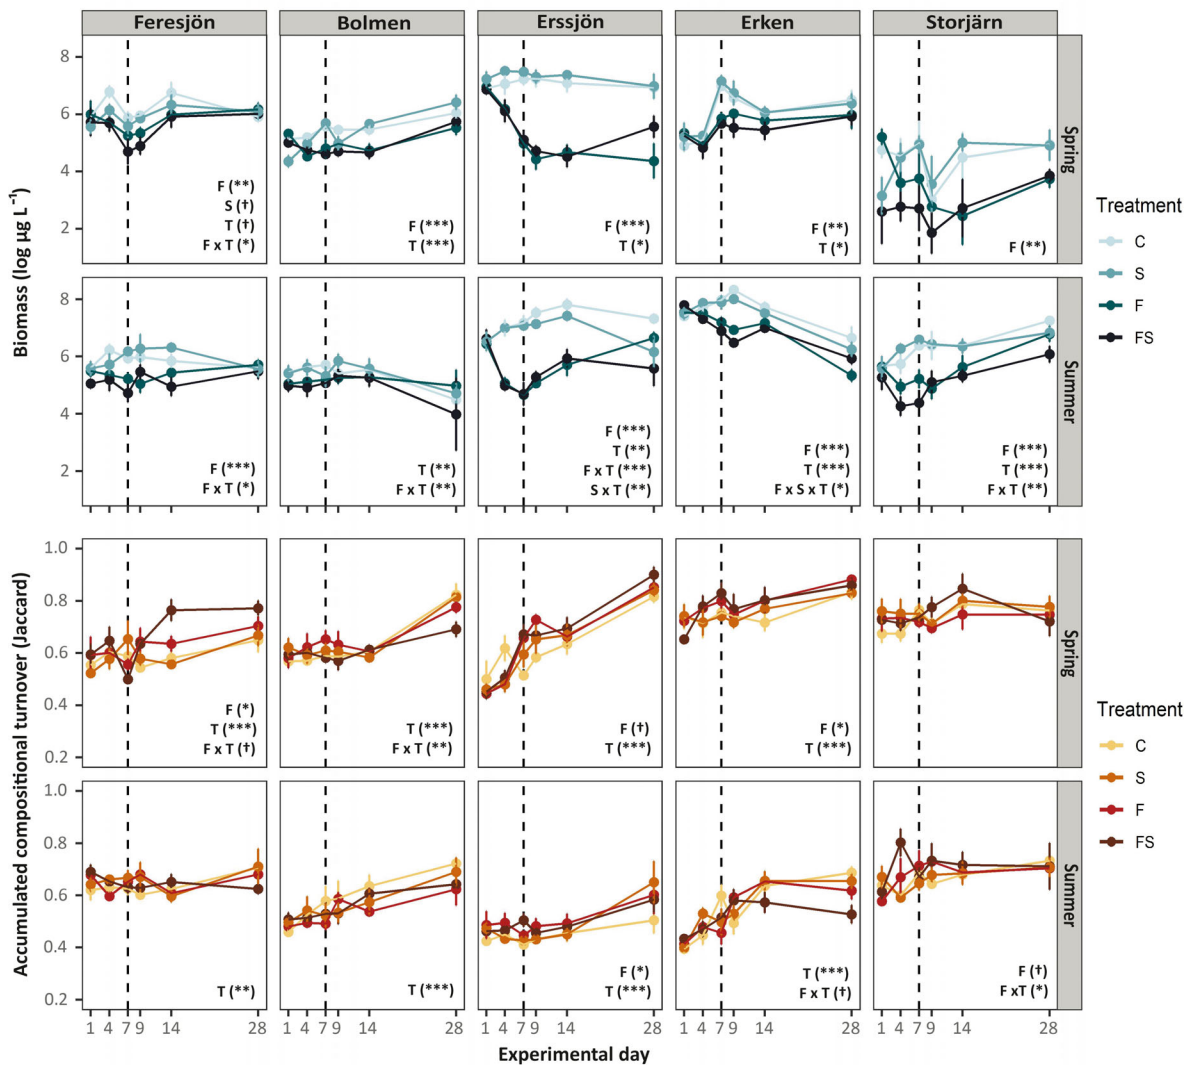 Feresjön Bolmen Erssjön Erken Storjärn
Biomass (log µg L⁻¹)
8
6
4
2
F (**)
S (†)
T (†)
F x T (*)
F (***)
T (***)
F (***)
T (*)
F (**)
T (*)
F (**)
Spring
8
6
4
2
F (***)
F x T (*)
T (**)
F x T (**)
F (***)
T (**)
F x T (***)
S x T (**)
F (***)
T (***)
F x S x T (*)
F (***)
T (***)
F x T (**)
Summer
Treatment
C
S
F
FS
Accumulated compositional turnover (Jaccard)
1.0
0.8
0.6
0.4
0.2
F (*)
T (***)
F x T (†)
T (***)
F x T (**)
F (†)
T (***)
F (*)
T (***)
Spring
1.0
0.8
0.6
0.4
0.2
T (**)
T (***)
F (*)
T (***)
T (***)
F x T (†)
F (†)
F xT (*)
Summer
Treatment
C
S
F
FS
1 4 7 9 14 28 1 4 7 9 14 28 1 4 7 9 14 28 1 4 7 9 14 28 1 4 7 9 14 28
Experimental day